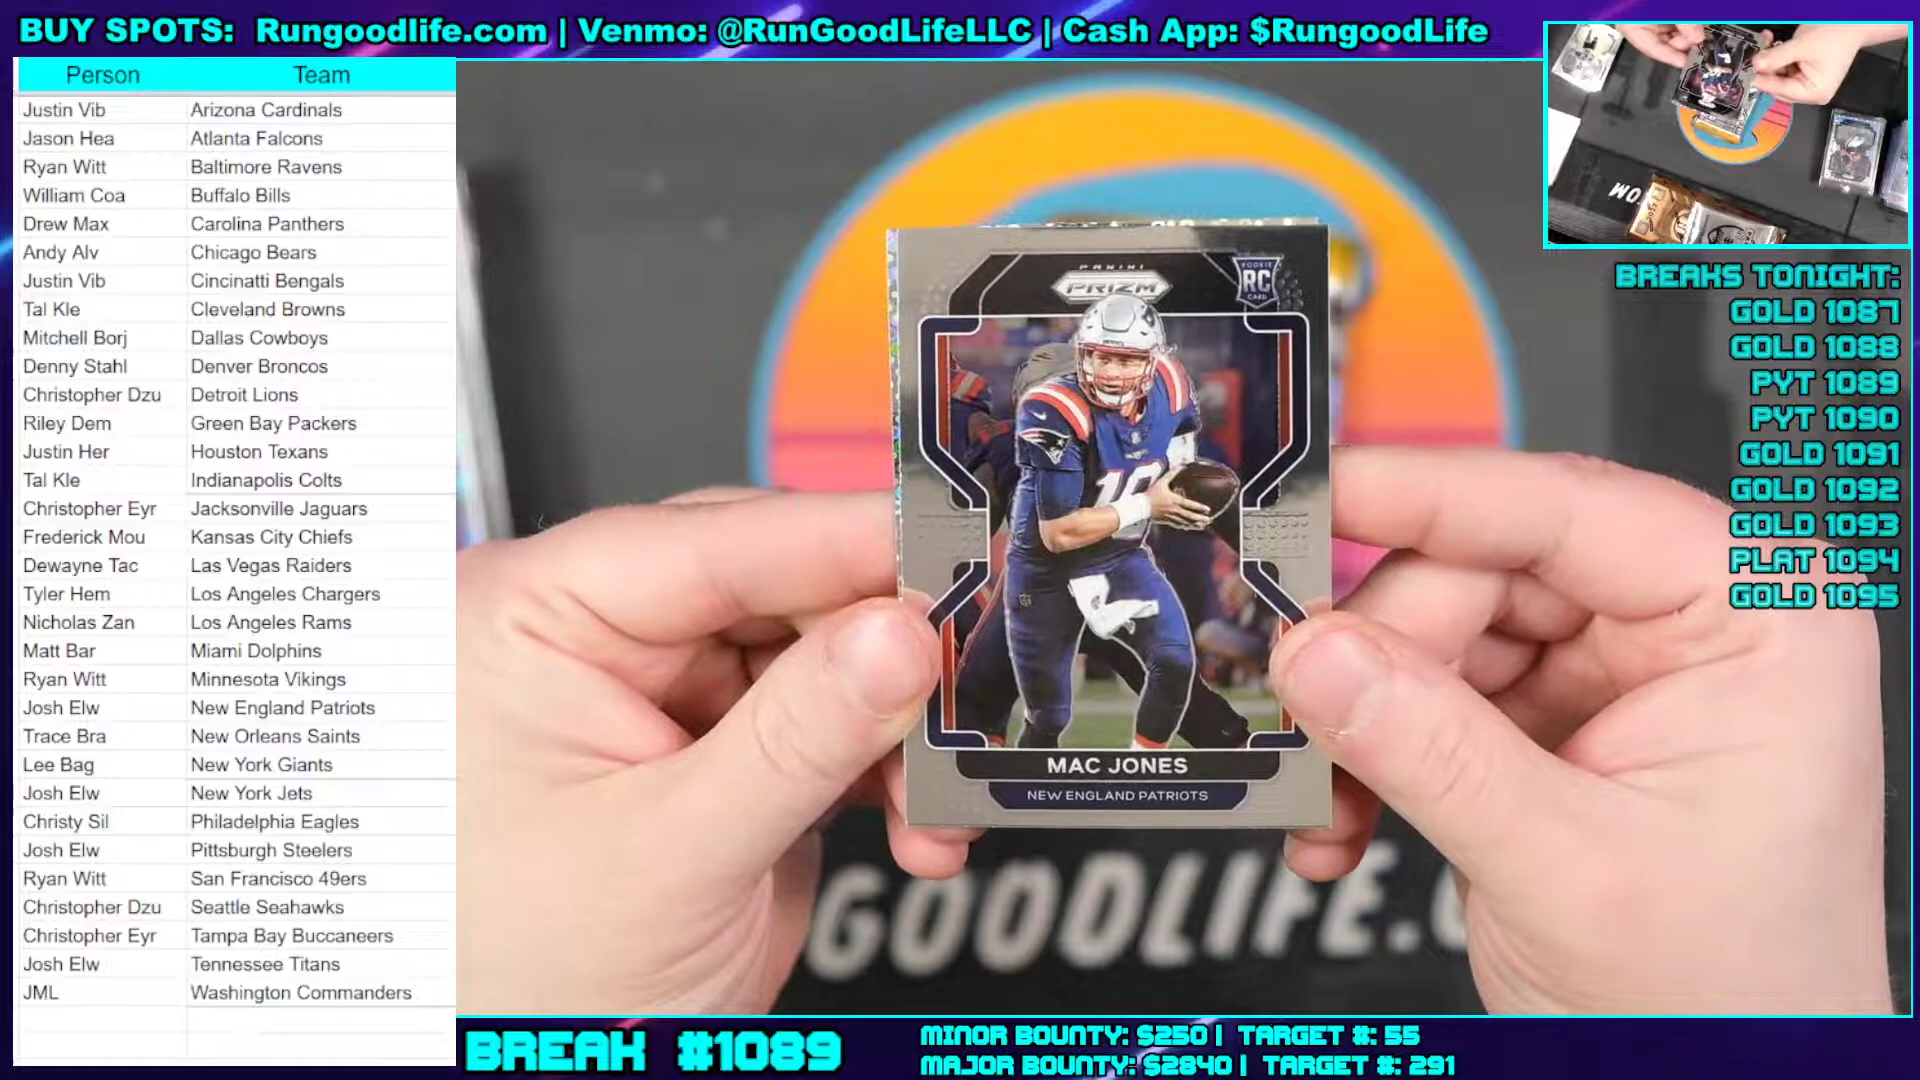 BUY SPOTS: Rungoodlife.com | Venmo: @RunGoodLifeLLC | Cash App: $RungoodLife
Person Team
Justin Vib Arizona Cardinals
Jason Hea Atlanta Falcons
Ryan Witt Baltimore Ravens
William Coa Buffalo Bills
Drew Max Carolina Panthers
Andy Alv Chicago Bears
Justin Vib Cincinatti Bengals
Tal Kle Cleveland Browns
Mitchell Borj Dallas Cowboys
Denny Stahl Denver Broncos
Christopher Dzu Detroit Lions
Riley Dem Green Bay Packers
Justin Her Houston Texans
Tal Kle Indianapolis Colts
Christopher Eyr Jacksonville Jaguars
Frederick Mou Kansas City Chiefs
Dewayne Tac Las Vegas Raiders
Tyler Hem Los Angeles Chargers
Nicholas Zan Los Angeles Rams
Matt Bar Miami Dolphins
Ryan Witt Minnesota Vikings
Josh Elw New England Patriots
Trace Bra New Orleans Saints
Lee Bag New York Giants
Josh Elw New York Jets
Christy Sil Philadelphia Eagles
Josh Elw Pittsburgh Steelers
Ryan Witt San Francisco 49ers
Christopher Dzu Seattle Seahawks
Christopher Eyr Tampa Bay Buccaneers
Josh Elw Tennessee Titans
JML Washington Commanders
PANINI
PRIZM
ROOKIE
RC
CARD
10
MAC JONES
NEW ENGLAND PATRIOTS
GOODLIFE.
BREAKS TONIGHT:
GOLD 1087
GOLD 1088
PYT 1089
PYT 1090
GOLD 1091
GOLD 1092
GOLD 1093
PLAT 1094
GOLD 1095
BREAK #1089
MINOR BOUNTY: $250 | TARGET #: 55
MAJOR BOUNTY: $2840 | TARGET #: 291